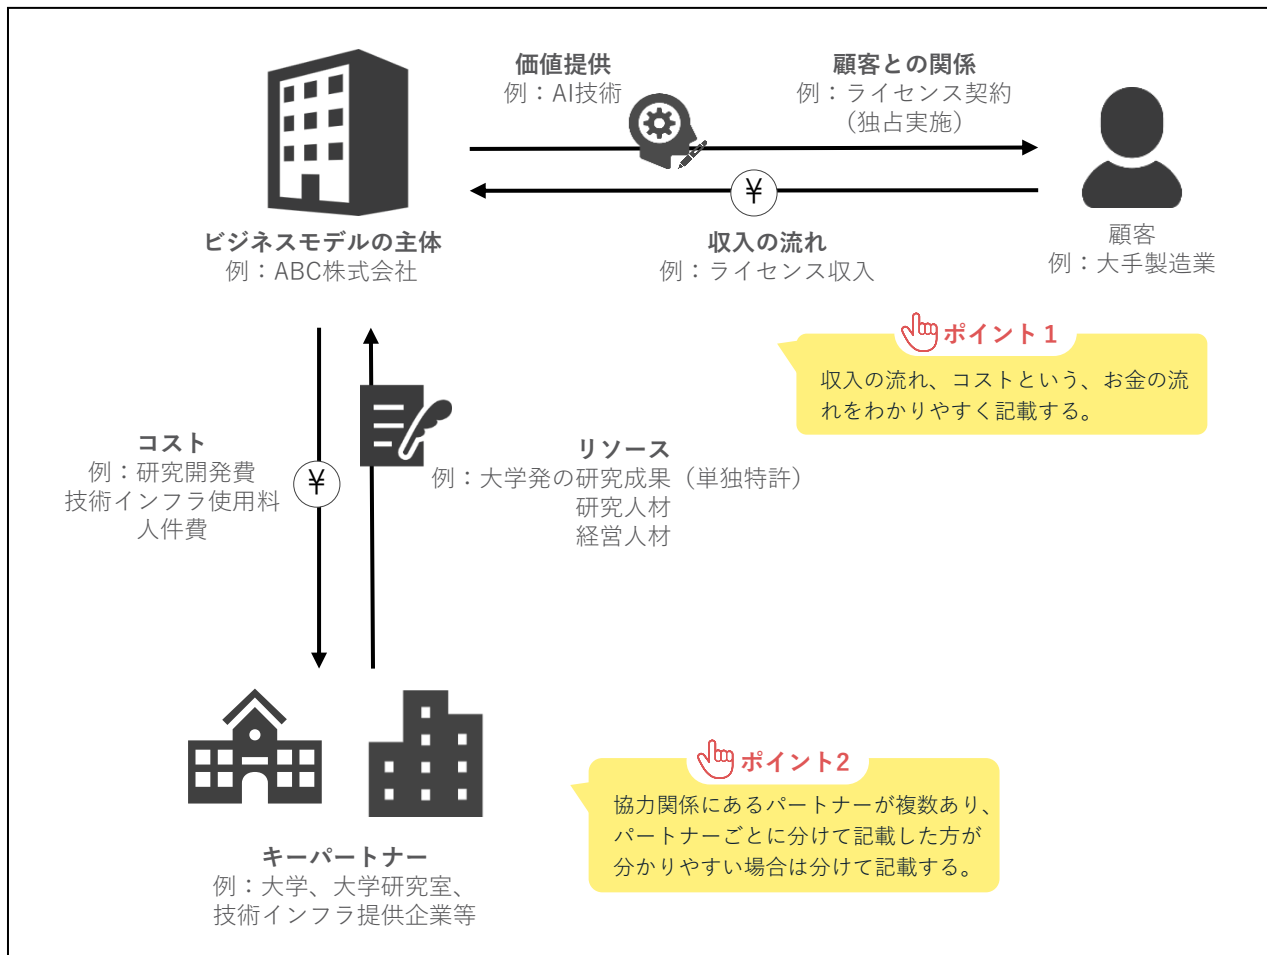 価値提供
例：AI技術
顧客との関係
例：ライセンス契約
（独占実施）
¥
ビジネスモデルの主体
例：ABC株式会社
収入の流れ
例：ライセンス収入
顧客
例：大手製造業
ポイント1
収入の流れ、コストという、お金の流
れをわかりやすく記載する。
コスト
例：研究開発費
技術インフラ使用料
人件費
¥
リソース
例：大学発の研究成果（単独特許）
研究人材
経営人材
ポイント2
協力関係にあるパートナーが複数あり、
パートナーごとに分けて記載した方が
分かりやすい場合は分けて記載する。
キーパートナー
例：大学、大学研究室、
技術インフラ提供企業等